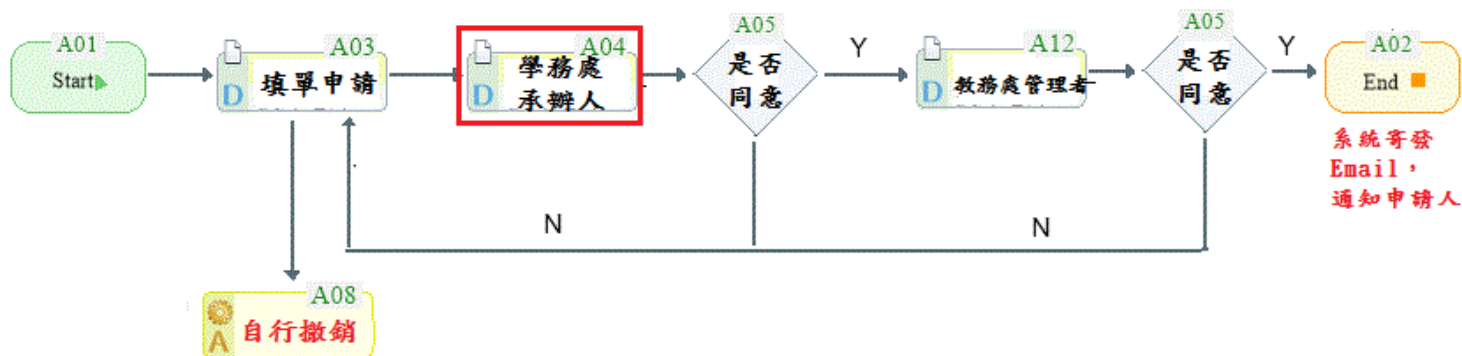 A01
Start
A03
D
填單申請
A04
D
學務處
承辦人
A05
是否
同意
Y
A12
D
教務處管理者
A05
是否
同意
Y
A02
End
系統寄發
Email，
通知申請人
N
N
A08
A
自行撤銷